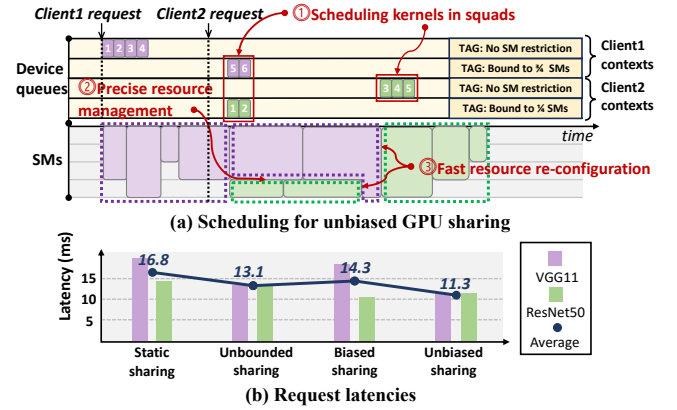 Client1 request
Client2 request
①Scheduling kernels in squads
1 2 3 4
TAG: No SM restriction
Client1
contexts
Device
queues
5 6
TAG: Bound to ¾ SMs
②Precise resource
management
3 4 5
TAG: No SM restriction
Client2
contexts
1 2
TAG: Bound to ¼ SMs
time
SMs
③Fast resource re-configuration
(a) Scheduling for unbiased GPU sharing
Latency (ms)
15
10
5
16.8
13.1
14.3
11.3
VGG11
ResNet50
Average
Static
sharing
Unbounded
sharing
Biased
sharing
Unbiased
sharing
(b) Request latencies